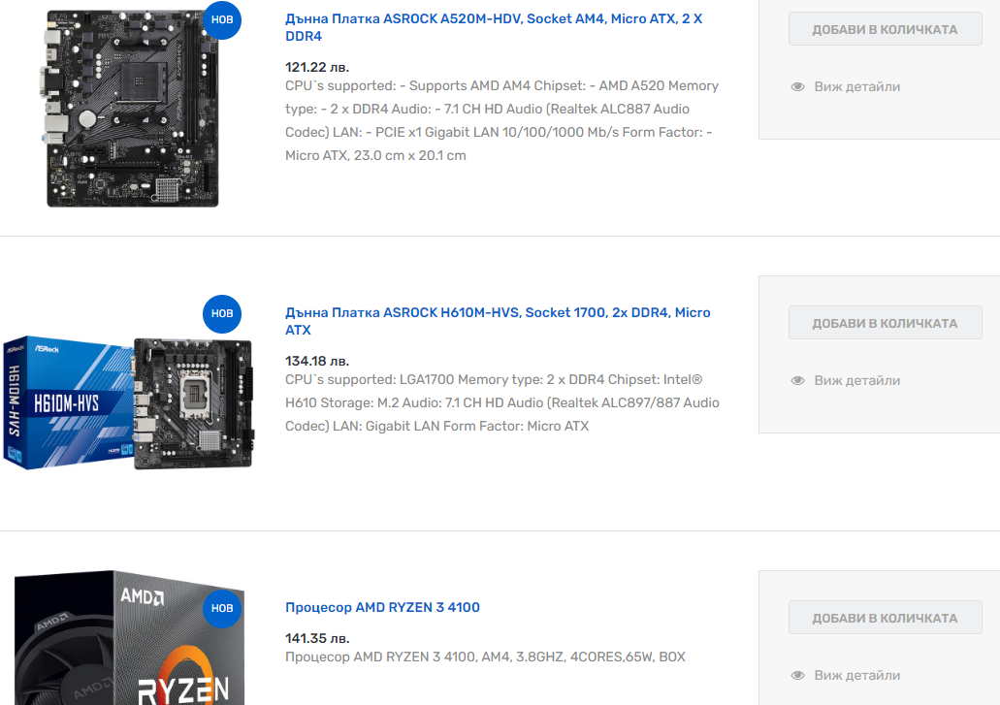 НОВ
Дънна Платка ASROCK A520M-HDV, Socket AM4, Micro ATX, 2 X
DDR4
121.22 лв.
CPU`s supported: - Supports AMD AM4 Chipset: - AMD A520 Memory
type: - 2 x DDR4 Audio: - 7.1 CH HD Audio (Realtek ALC887 Audio
Codec) LAN: - PCIE x1 Gigabit LAN 10/100/1000 Mb/s Form Factor: -
Micro ATX, 23.0 cm x 20.1 cm
ДОБАВИ В КОЛИЧКАТА
Виж детайли
НОВ
ASRock
ASRock
H610M-HVS
H610M-HVS
HDMI
Дънна Платка ASROCK H610M-HVS, Socket 1700, 2x DDR4, Micro
ATX
134.18 лв.
CPU`s supported: LGA1700 Memory type: 2 x DDR4 Chipset: Intel®
H610 Storage: M.2 Audio: 7.1 CH HD Audio (Realtek ALC897/887 Audio
Codec) LAN: Gigabit LAN Form Factor: Micro ATX
ДОБАВИ В КОЛИЧКАТА
Виж детайли
НОВ
AMD
AMD
AMD
RYZEN
Процесор AMD RYZEN 3 4100
141.35 лв.
Процесор AMD RYZEN 3 4100, AM4, 3.8GHZ, 4CORES,65W, BOX
ДОБАВИ В КОЛИЧКАТА
Виж детайли